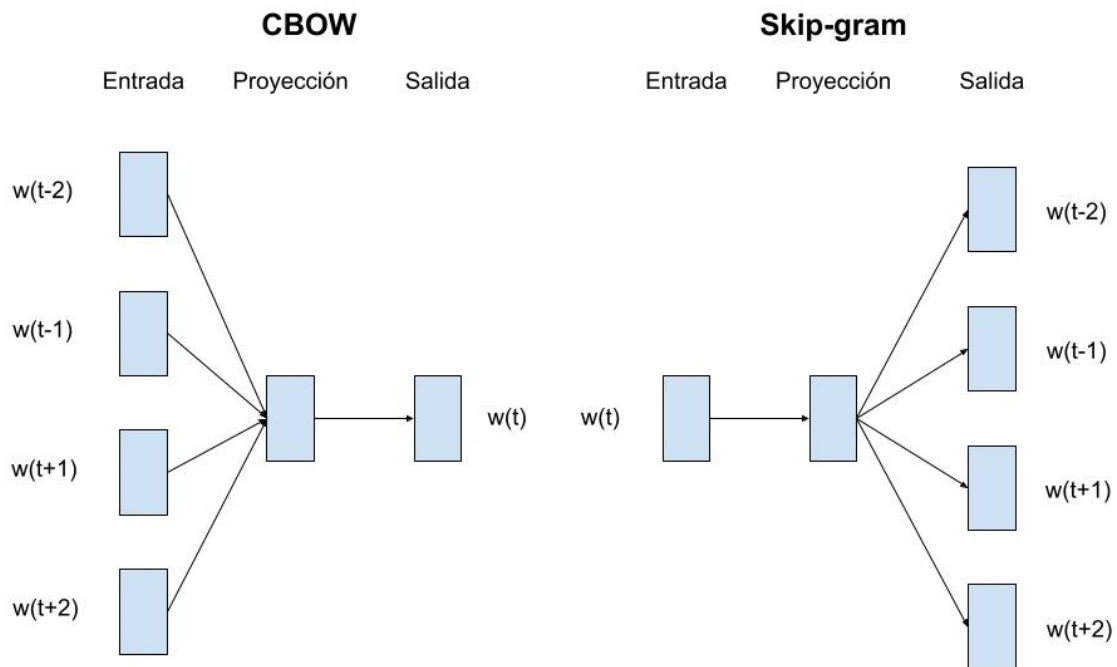 CBOW
Entrada Proyección Salida
w(t-2)
w(t-1)
w(t+1)
w(t+2)
w(t)
Skip-gram
Entrada Proyección Salida
w(t)
w(t-2)
w(t-1)
w(t+1)
w(t+2)